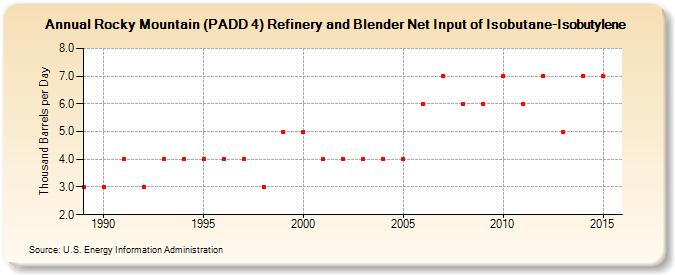 Annual Rocky Mountain (PADD 4) Refinery and Blender Net Input of Isobutane-Isobutylene
Thousand Barrels per Day
8.0
7.0
6.0
5.0
4.0
3.0
2.0
1990 1995 2000 2005 2010 2015
Source: U.S. Energy Information Administration